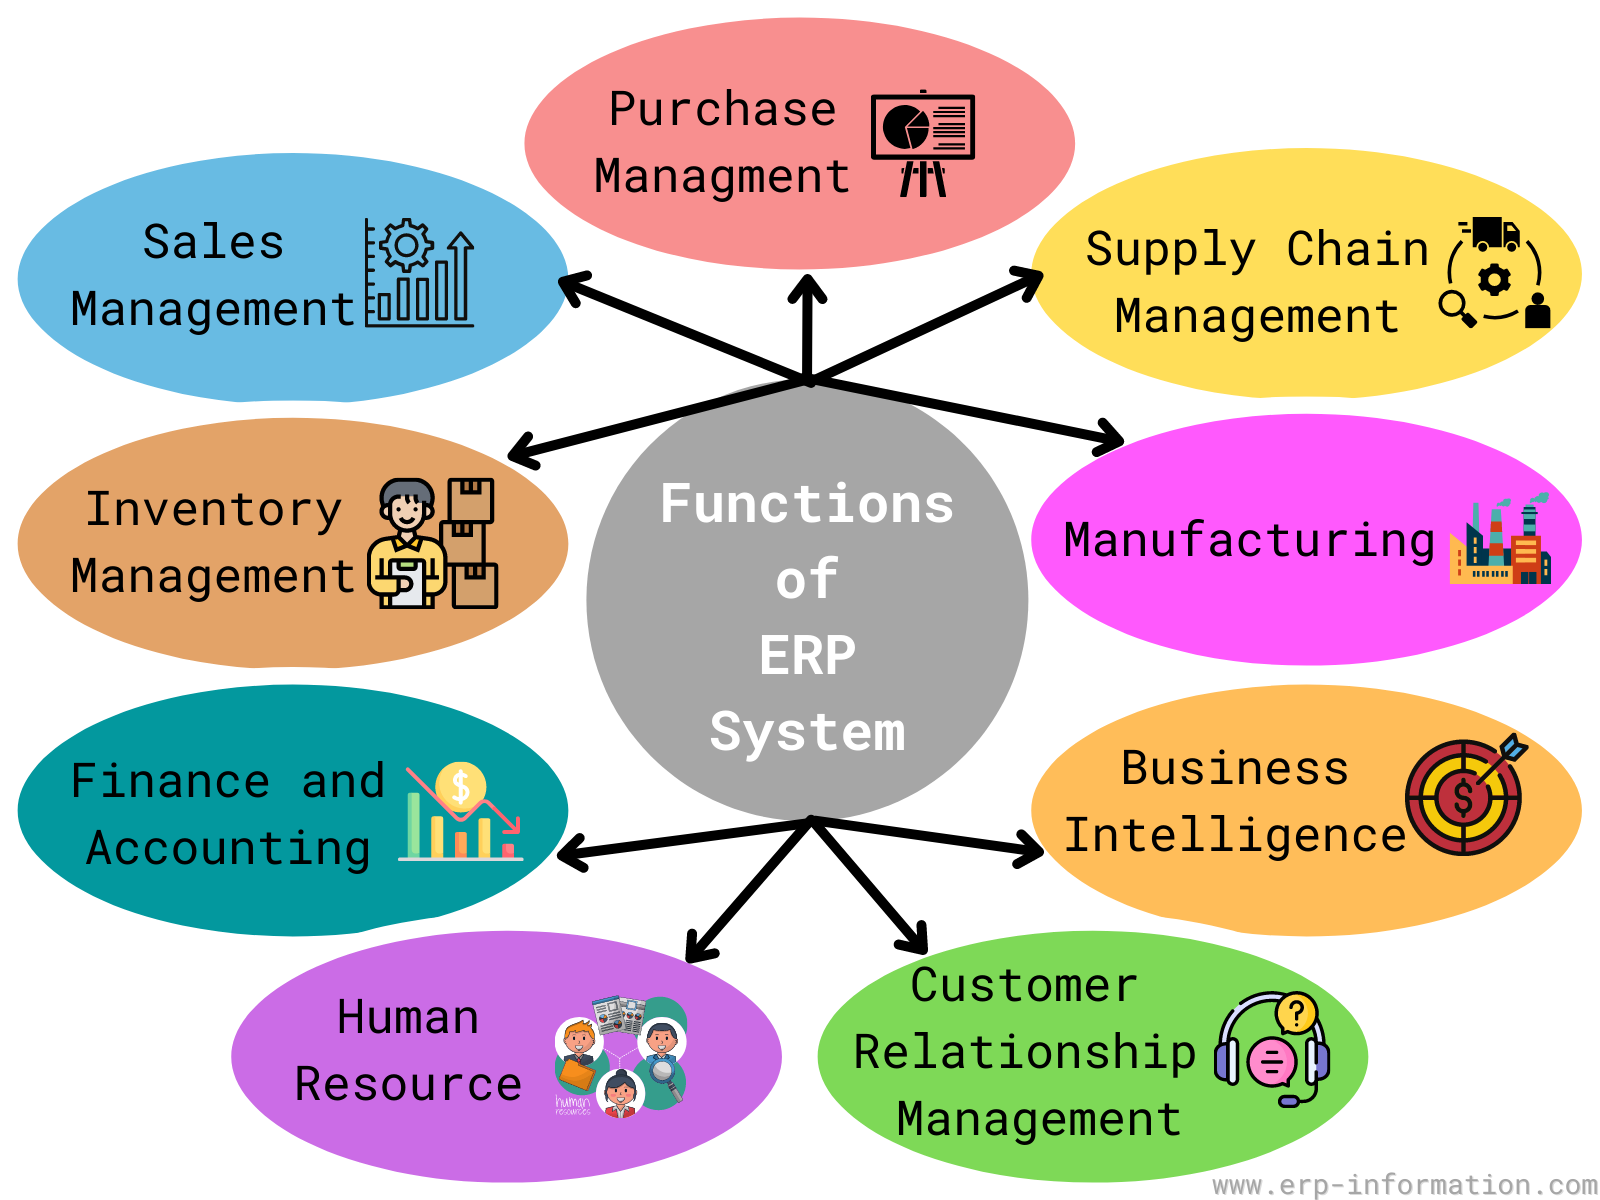 Purchase
Managment
Sales
Management
Supply Chain
Management
Inventory
Management
Functions
of
ERP
System
Manufacturing
Finance and
Accounting
Business
Intelligence
Human
Resource
human
resources
Customer
Relationship
Management
www.erp-information.com